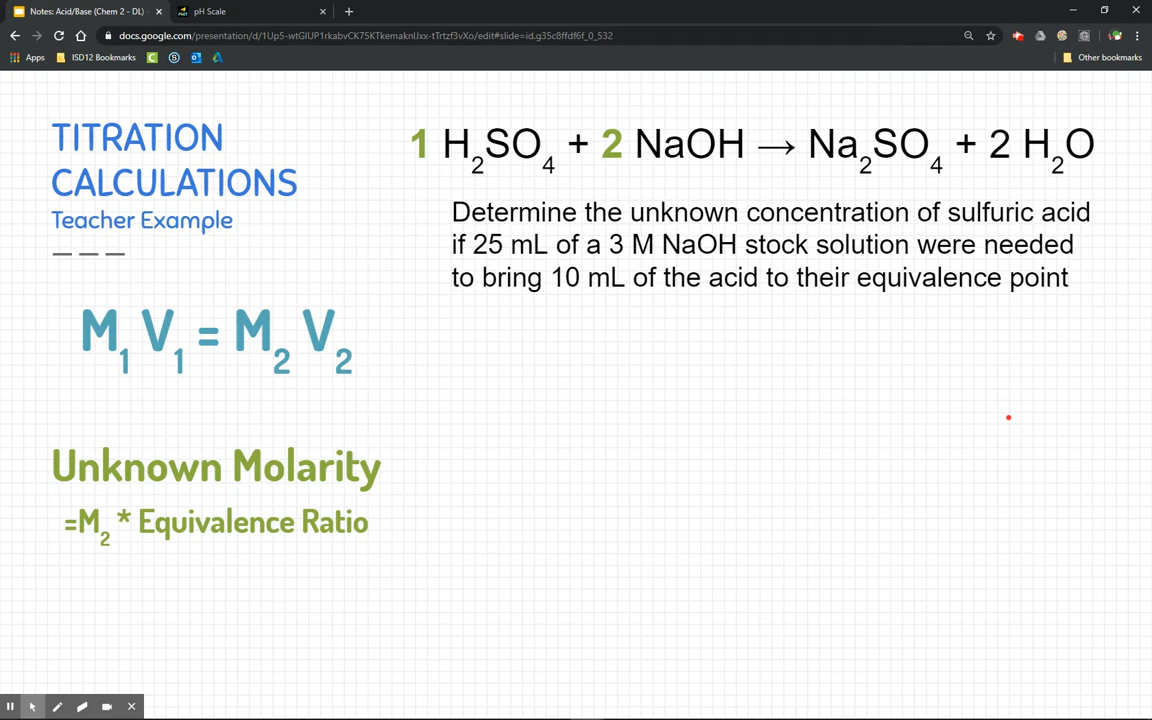 Notes: Acid/Base (Chem 2 - DL)
pH Scale
docs.google.com/presentation/d/1Up5-wtGlUP1rkabvCK75KTkemaknUxx-tTrtzf3vXo/edit#slide=id.g35c8ffdf6f_0_532
Apps
ISD12 Bookmarks
Other bookmarks
TITRATION
CALCULATIONS
Teacher Example
1 H₂SO₄ + 2 NaOH → Na₂SO₄ + 2 H₂O
Determine the unknown concentration of sulfuric acid
if 25 mL of a 3 M NaOH stock solution were needed
to bring 10 mL of the acid to their equivalence point
M₁ V₁ = M₂ V₂
Unknown Molarity
=M₂ * Equivalence Ratio